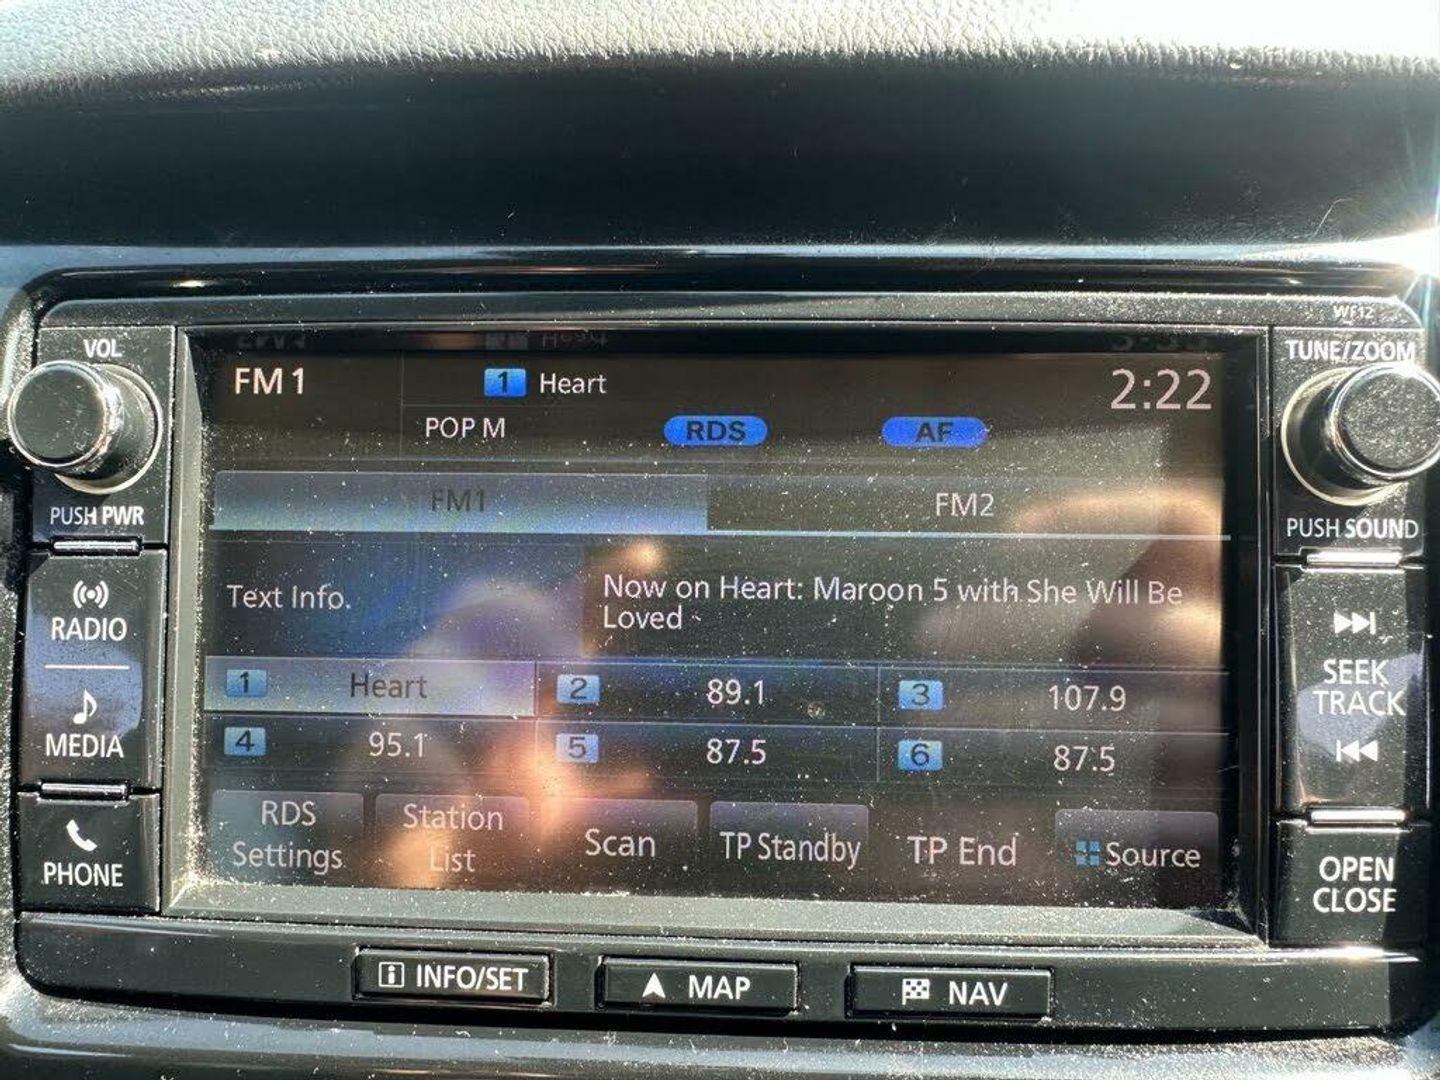 WF12
VOL
TUNE/ZOOM
FM1
1 Heart
2:22
POP M
RDS
AF
FM1
FM2
PUSH PWR
PUSH SOUND
Text Info.
Now on Heart: Maroon 5 with She Will Be
Loved
RADIO
SEEK
TRACK
1 Heart
2 89.1
3 107.9
4 95.1
5 87.5
6 87.5
MEDIA
RDS
Settings
Station
List
Scan
TP Standby
TP End
Source
PHONE
OPEN
CLOSE
i INFO/SET
MAP
NAV